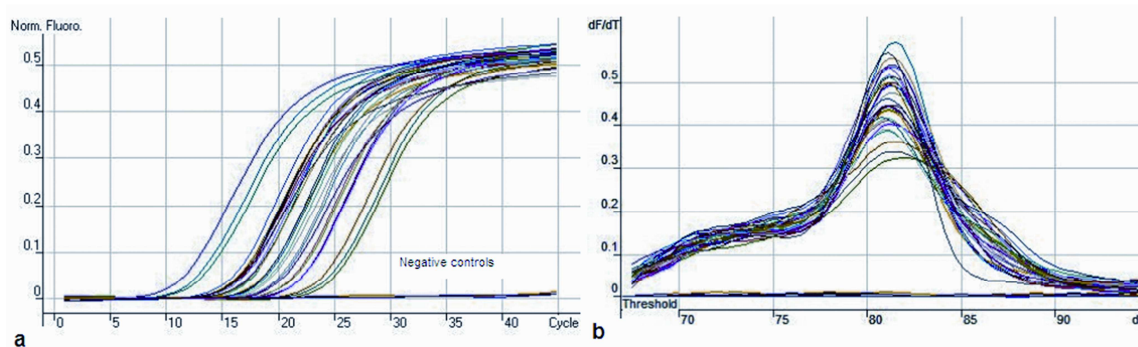 Norm. Fluoro.
0.5
0.4
0.3
0.2
0.1
0
Negative controls
0 5 10 15 20 25 30 35 40 Cycle
a
dF/dT
0.5
0.4
0.3
0.2
0.1
0
Threshold
70 75 80 85 90 d
b